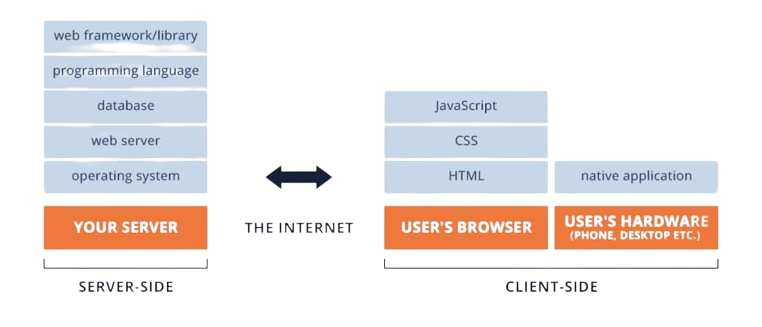 web framework/library
programming language
database
web server
operating system
YOUR SERVER
SERVER-SIDE
THE INTERNET
JavaScript
CSS
HTML
USER'S BROWSER
native application
USER'S HARDWARE
(PHONE, DESKTOP ETC.)
CLIENT-SIDE